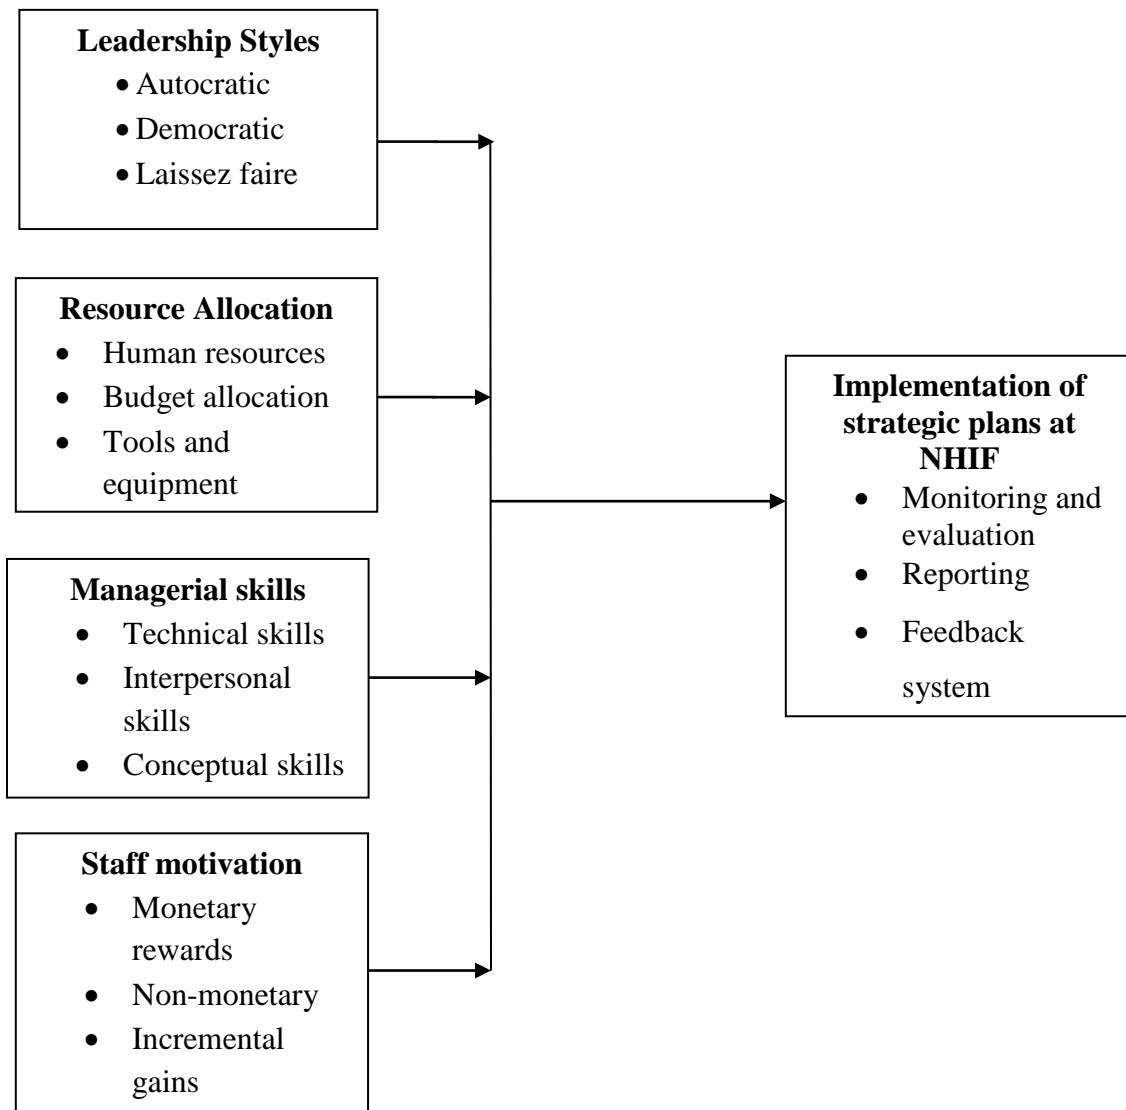 Leadership Styles
• Autocratic
• Democratic
• Laissez faire
Resource Allocation
• Human resources
• Budget allocation
• Tools and
equipment
Managerial skills
• Technical skills
• Interpersonal
skills
• Conceptual skills
Staff motivation
• Monetary
rewards
• Non-monetary
• Incremental
gains
Implementation of
strategic plans at
NHIF
• Monitoring and
evaluation
• Reporting
• Feedback
system